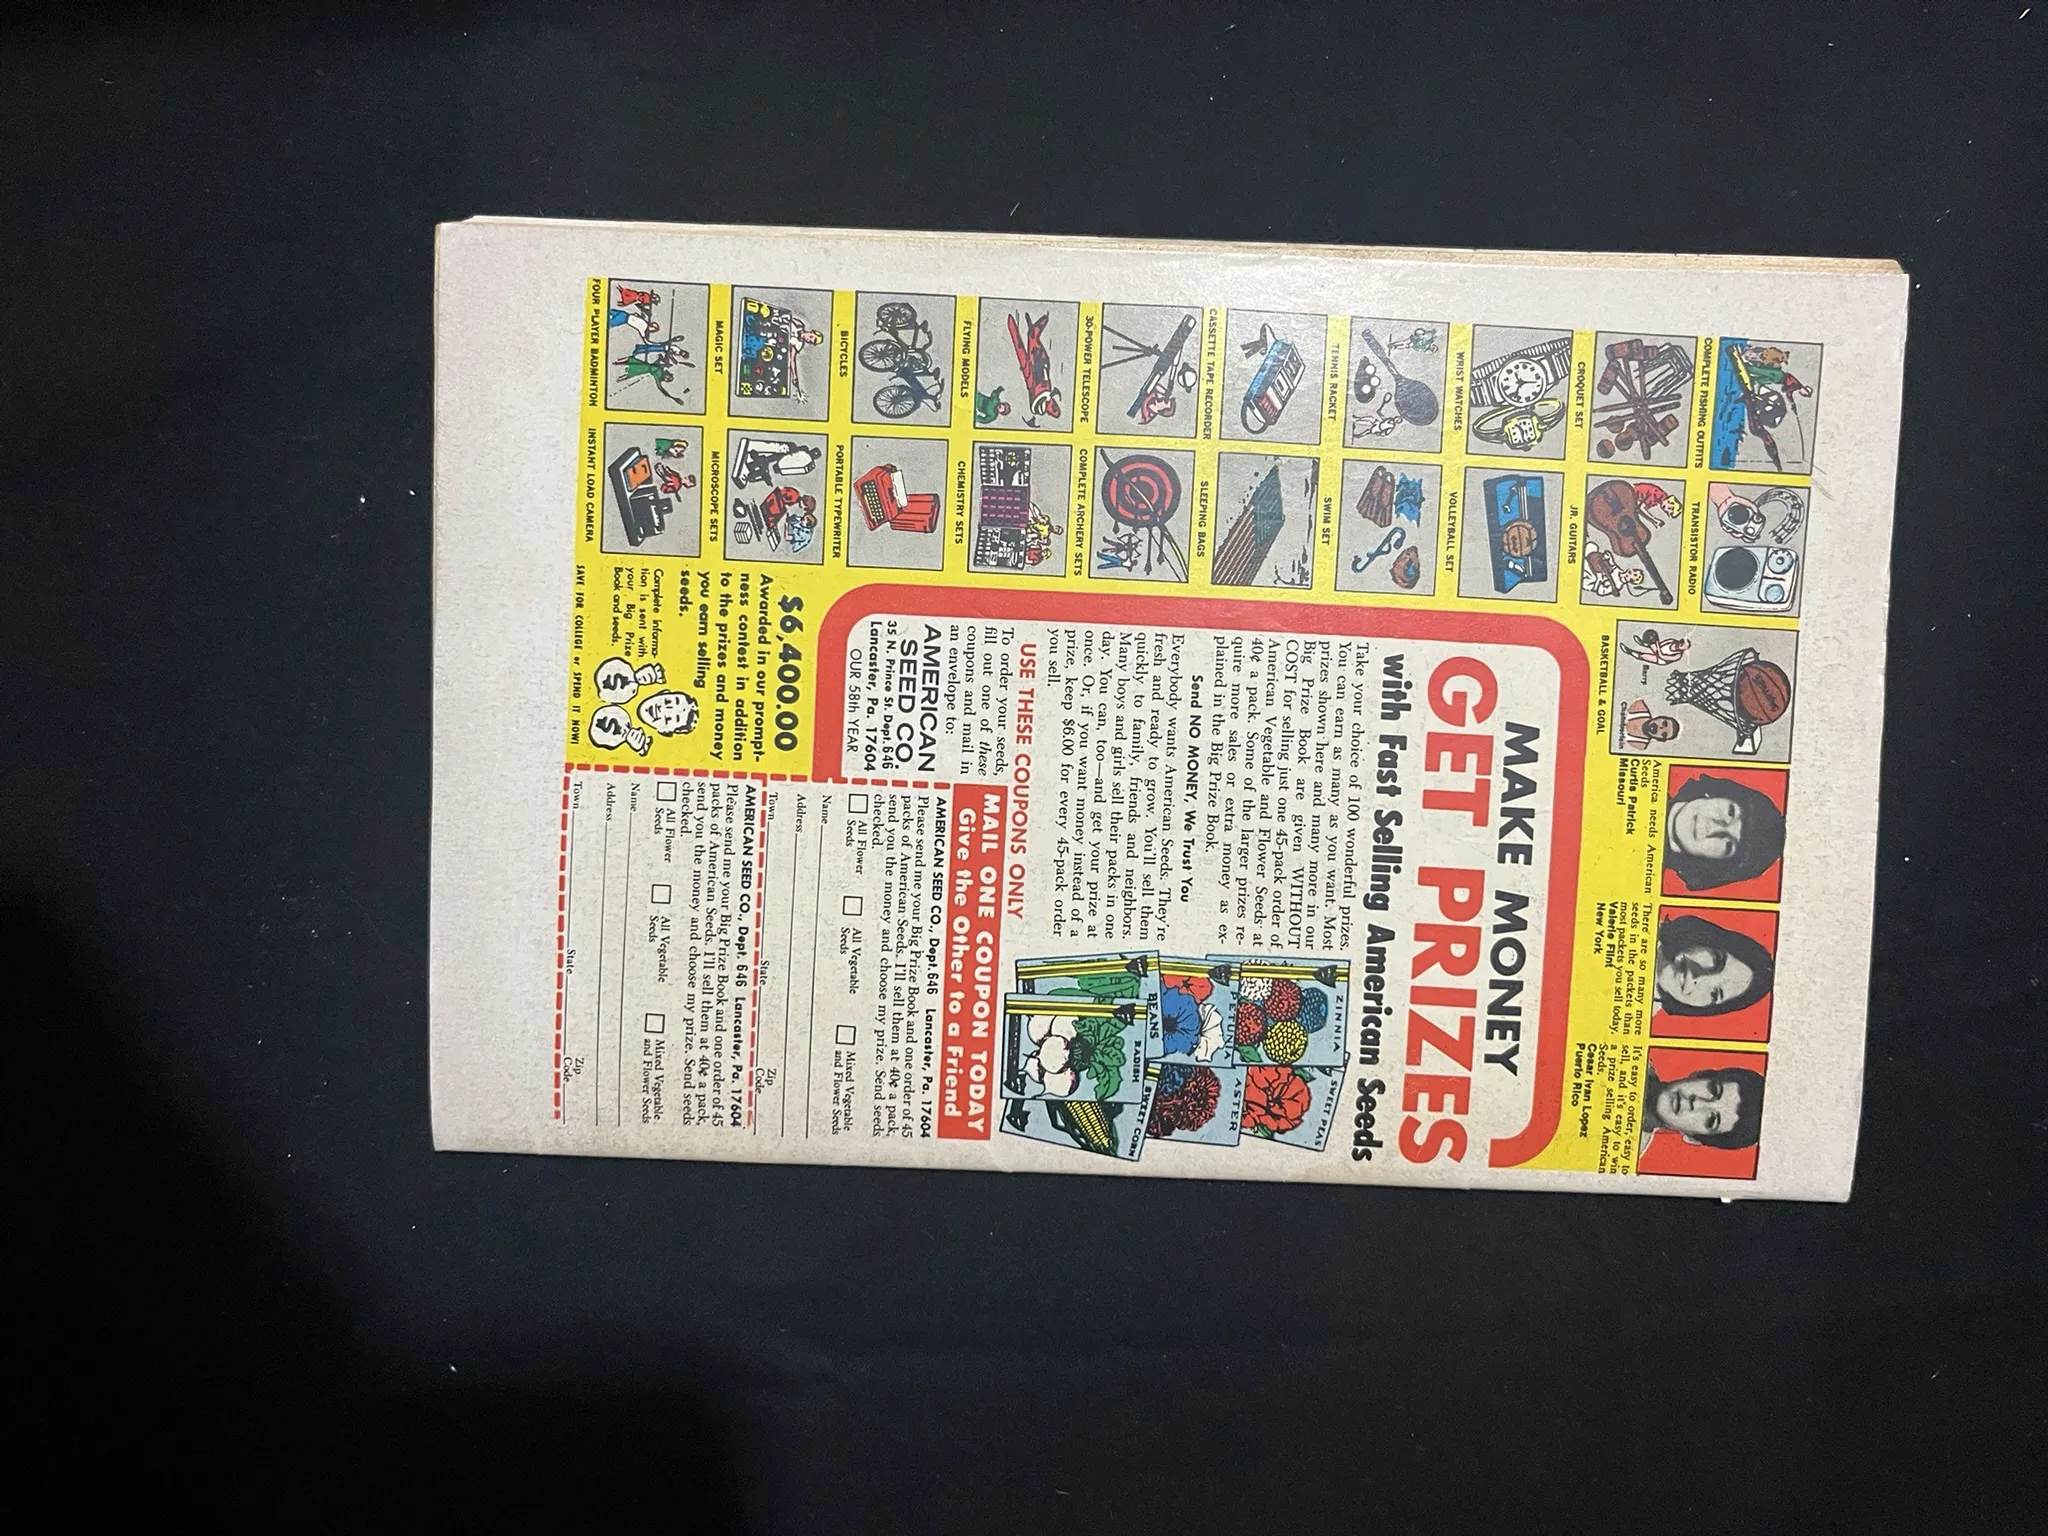 America needs American
Seeds
Curtis Patrick
Missouri
There are so many more
seeds in the packets than
most packets you sell today.
Valerie Flint
New York
It's easy to order, easy to
sell, and it's easy to win
a prize selling American
Seeds.
Cesar Ivan Lopez
Puerto Rico
COMPLETE FISHING OUTFITS
TRANSISTOR RADIO
SPALDING
Barry
Chamberlain
BASKETBALL & GOAL
CROQUET SET
JR. GUITARS
WRIST WATCHES
VOLLEYBALL SET
TENNIS RACKET
SWIM SET
CASSETTE TAPE RECORDER
SLEEPING BAGS
30-POWER TELESCOPE
COMPLETE ARCHERY SETS
FLYING MODELS
CHEMISTRY SETS
BICYCLES
PORTABLE TYPEWRITER
MAGIC SET
MICROSCOPE SETS
FOUR PLAYER BADMINTON
INSTANT LOAD CAMERA
MAKE MONEY
GET PRIZES
with Fast Selling American Seeds
Take your choice of 100 wonderful prizes.
You can earn as many as you want. Most
prizes shown here and many more in our
Big Prize Book are given WITHOUT
COST for selling just one 45-pack order of
American Vegetable and Flower Seeds at
40¢ a pack. Some of the larger prizes re-
quire more sales or extra money as ex-
plained in the Big Prize Book.
Send NO MONEY, We Trust You
Everybody wants American Seeds. They're
fresh and ready to grow. You'll sell them
quickly to family, friends and neighbors.
Many boys and girls sell their packs in one
day. You can, too—and get your prize at
once. Or, if you want money instead of a
prize, keep $6.00 for every 45-pack order
you sell.
ZINNIA
SWEET PEAS
PETUNIA
ASTER
BEANS
RADISH
SWEET CORN
USE THESE COUPONS ONLY
To order your seeds,
fill out one of these
coupons and mail in
an envelope to:
AMERICAN
SEED CO.
35 N. Prince St. Dept. 646
Lancaster, Pa. 17604
OUR 58th YEAR
$6,400.00
Awarded in our prompt-
ness contest in addition
to the prizes and money
you earn selling
seeds.
Complete informa-
tion is sent with
your Big Prize
Book and seeds.
$
$
SAVE FOR COLLEGE or SPEND IT NOW!
MAIL ONE COUPON TODAY
Give the Other to a Friend
AMERICAN SEED CO., Dept. 646 Lancaster, Pa. 17604
Please send me your Big Prize Book and one order of 45
packs of American Seeds. I'll sell them at 40¢ a pack,
send you the money and choose my prize. Send seeds
checked.
All Flower
Seeds
All Vegetable
Seeds
Mixed Vegetable
and Flower Seeds
Name
Address
Town
State
Zip
Code
AMERICAN SEED CO., Dept. 646 Lancaster, Pa. 17604
Please send me your Big Prize Book and one order of 45
packs of American Seeds. I'll sell them at 40¢ a pack,
send you the money and choose my prize. Send seeds
checked.
All Flower
Seeds
All Vegetable
Seeds
Mixed Vegetable
and Flower Seeds
Name
Address
Town
State
Zip
Code